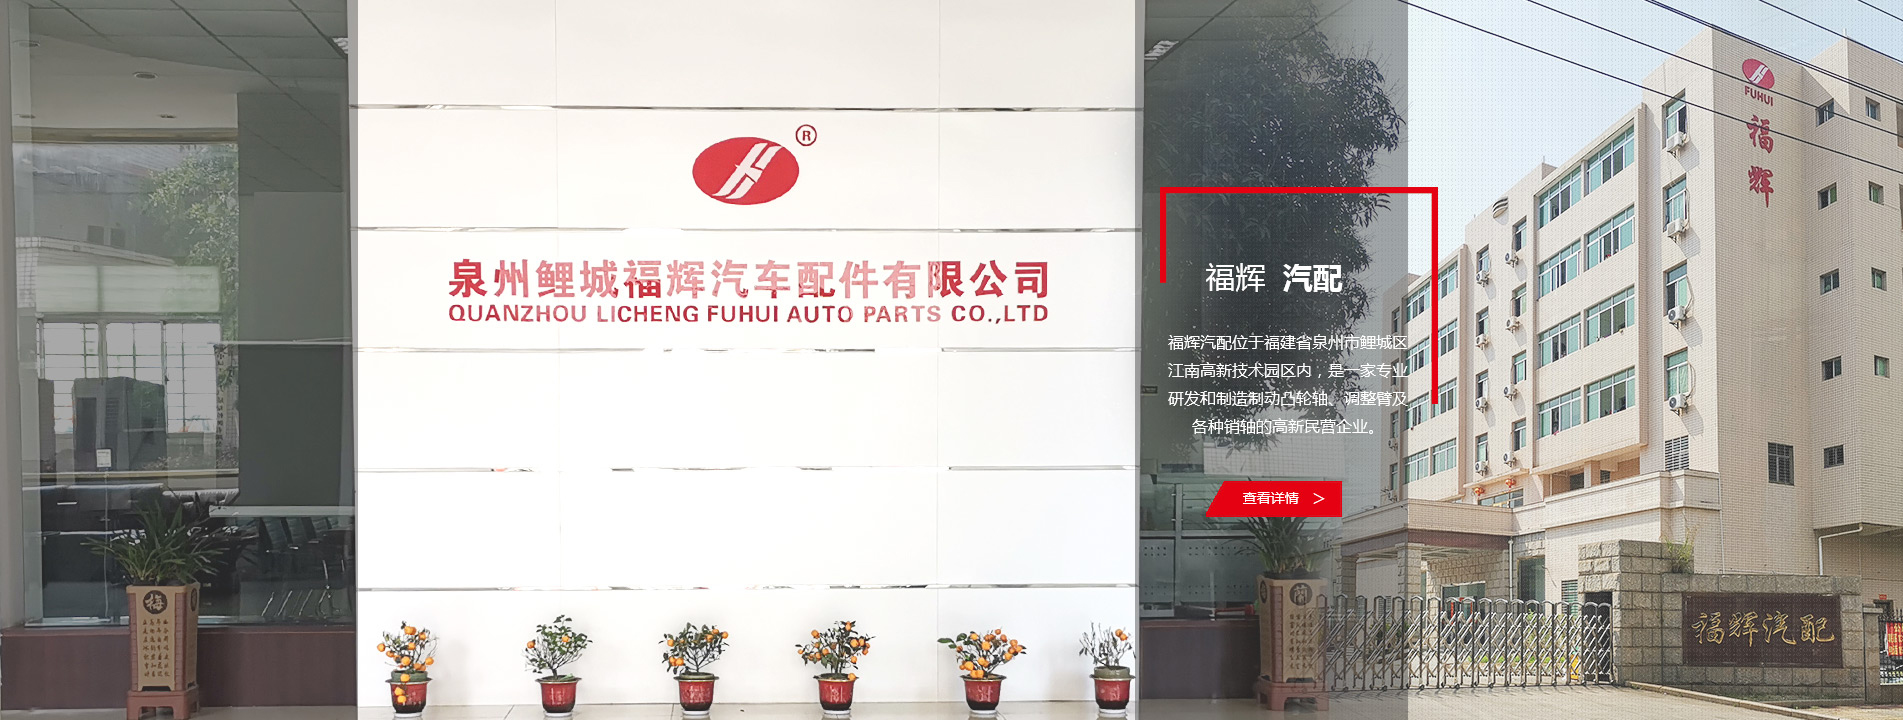 ®
泉州鲤城福辉汽车配件有限公司
QUANZHOU LICHENG FUHUI AUTO PARTS CO.,LTD
福辉 汽配
福辉汽配位于福建省泉州市鲤城区
江南高新技术园区内，是一家专业
研发和制造制动凸轮轴、调整臂及
各种销轴的高新民营企业。
查看详情 >
FUHUI
福辉
福辉汽配
梅